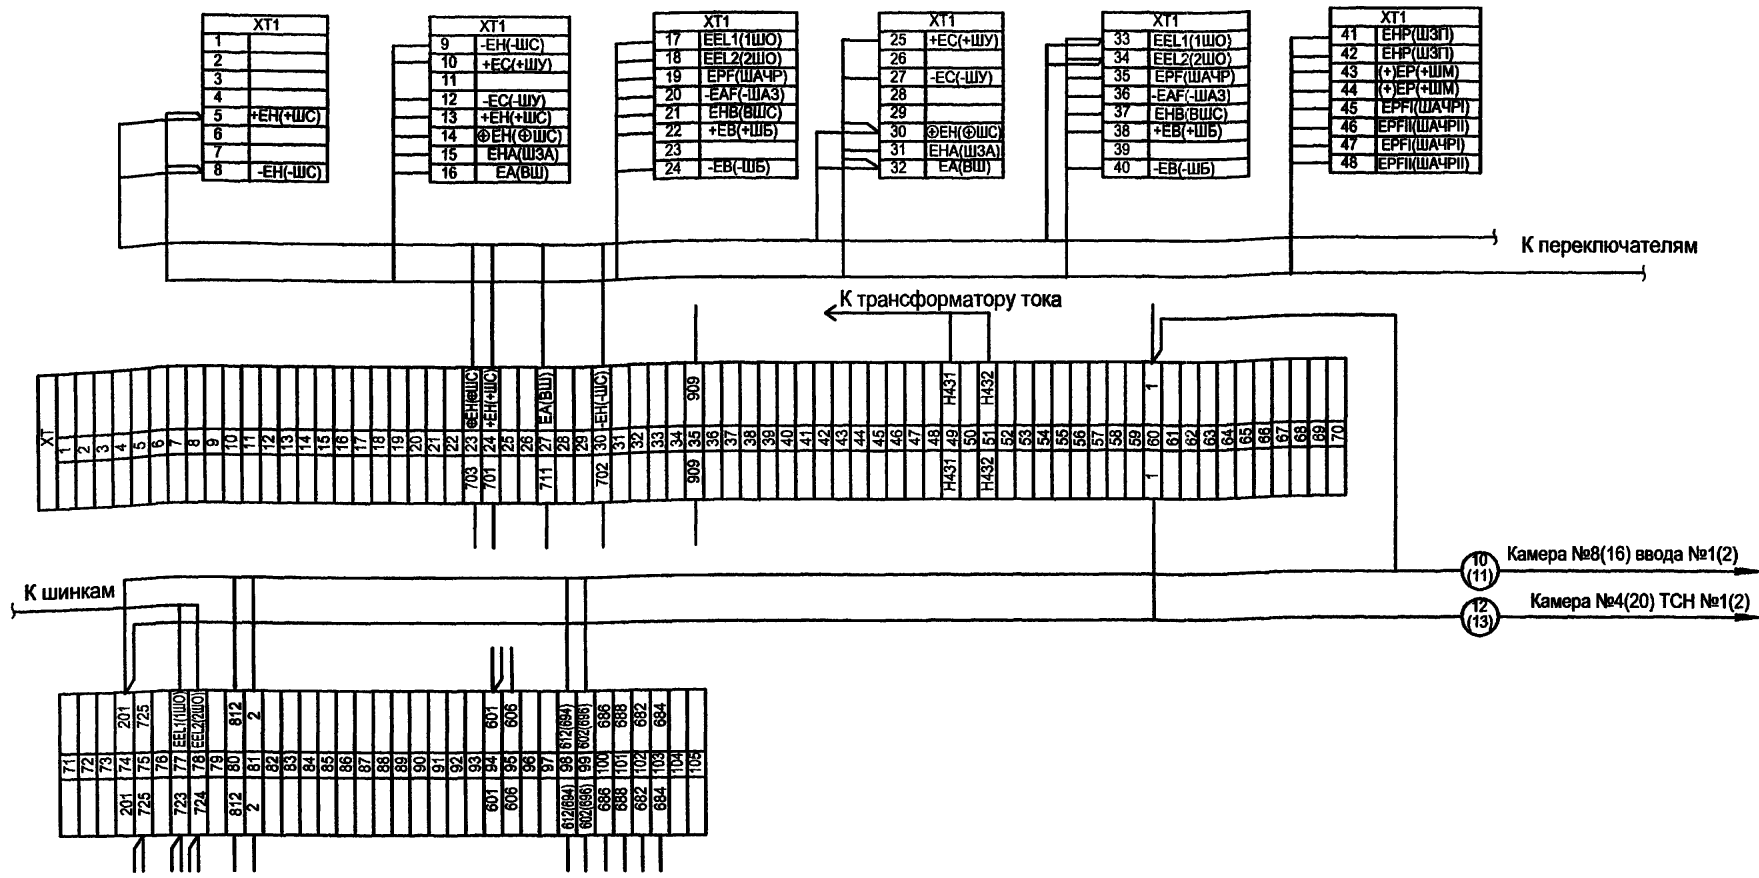 XT1
1
2
3
4
5 +EH(+ШС)
6
7
8 -EH(-ШС)
XT1
9 -EH(-ШС)
10 +EC(+ШУ)
11
12 -EC(-ШУ)
13 +EH(+ШС)
14 ⊕EH(⊕ШС)
15 EHA(ШЗА)
16 EA(ВШ)
XT1
17 EEL1(1ШО)
18 EEL2(2ШО)
19 EPF(ШАЧР)
20 -EAF(-ШАЗ)
21 EHB(ВШС)
22 +EB(+ШБ)
23
24 -EB(-ШБ)
XT1
25 +EC(+ШУ)
26
27 -EC(-ШУ)
28
29
30 ⊕EH(⊕ШС)
31 EHA(ШЗА)
32 EA(ВШ)
XT1
33 EEL1(1ШО)
34 EEL2(2ШО)
35 EPF(ШАЧР)
36 -EAF(-ШАЗ)
37 EHB(ВШС)
38 +EB(+ШБ)
39
40 -EB(-ШБ)
XT1
41 EHP(ШЗП)
42 EHP(ШЗП)
43 (+)EP(+ШМ)
44 (+)EP(+ШМ)
45 EPFI(ШАЧРI)
46 EPFII(ШАЧРII)
47 EPFI(ШАЧРI)
48 EPFII(ШАЧРII)
К переключателям
К трансформатору тока
⊕EH(⊕ШС) +EH(+ШС) EA(ВШ) -EH(-ШС) 909 H431 H432 1
XT 1 2 3 4 5 6 7 8 9 10 11 12 13 14 15 16 17 18 19 20 21 22 23 24 25 26 27 28 29 30 31 32 33 34 35 36 37 38 39 40 41 42 43 44 45 46 47 48 49 50 51 52 53 54 55 56 57 58 59 60 61 62 63 64 65 66 67 68 69 70
703 701 711 702 909 H431 H432 1
10 (11) Камера №8(16) ввода №1(2)
К шинкам
12 (13) Камера №4(20) ТСН №1(2)
201 725 EEL1(1ШО) EEL2(2ШО) 812 2 601 606 612(694) 602(696) 686 688 682 684
71 72 73 74 75 76 77 78 79 80 81 82 83 84 85 86 87 88 89 90 91 92 93 94 95 96 97 98 99 100 101 102 103 104 105
201 725 723 724 812 2 601 606 612(694) 602(696) 686 688 682 684